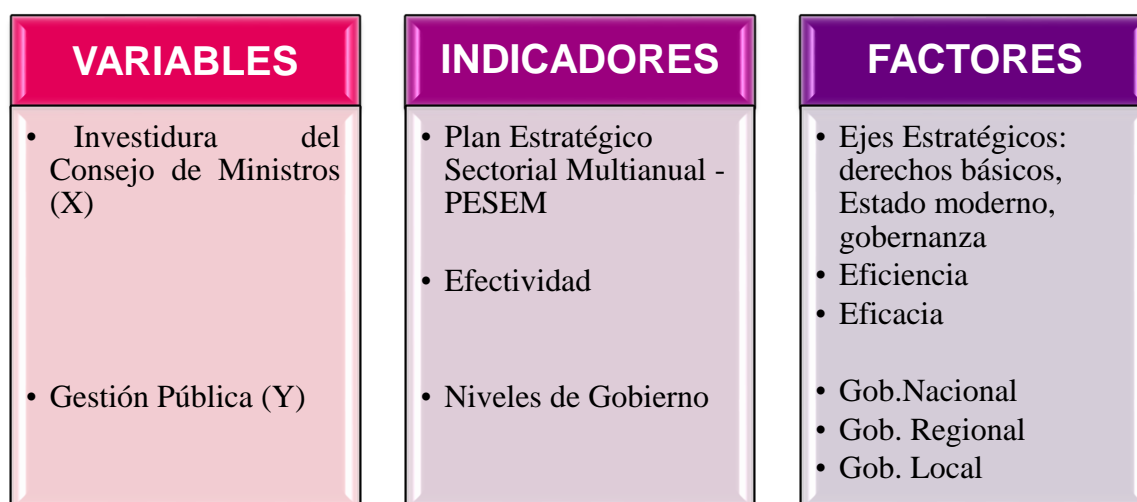 VARIABLES
• Investidura del
Consejo de Ministros
(X)
• Gestión Pública (Y)
INDICADORES
• Plan Estratégico
Sectorial Multianual -
PESEM
• Efectividad
• Niveles de Gobierno
FACTORES
• Ejes Estratégicos:
derechos básicos,
Estado moderno,
gobernanza
• Eficiencia
• Eficacia
• Gob.Nacional
• Gob. Regional
• Gob. Local